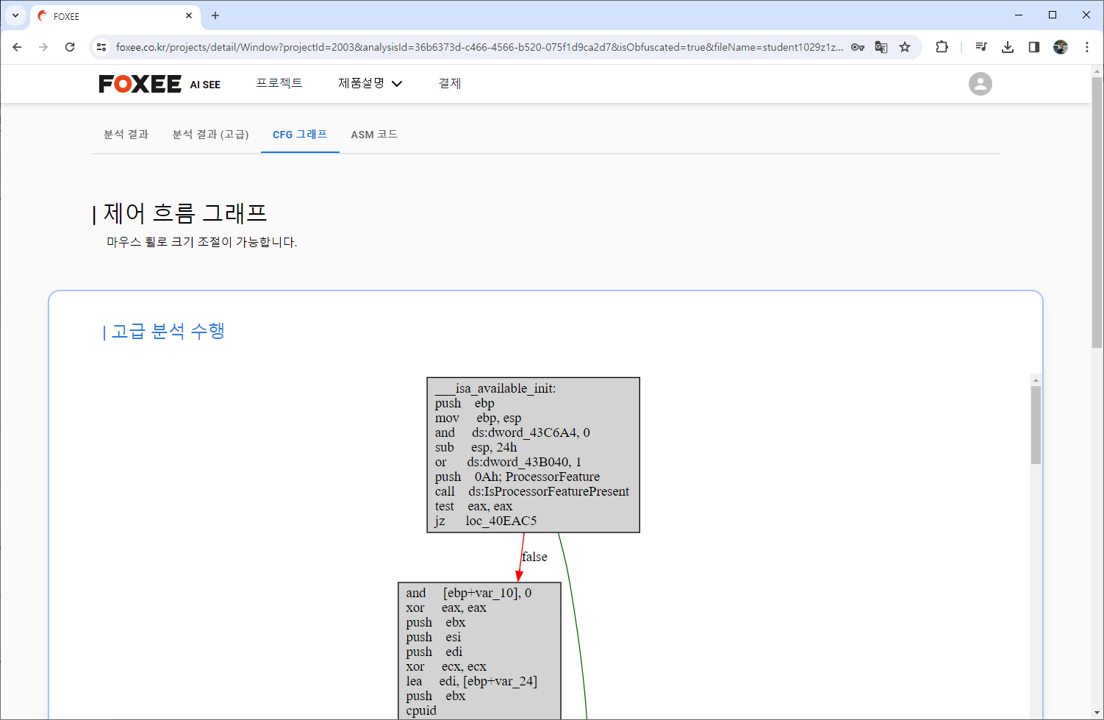 FOXEE
foxee.co.kr/projects/detail/Window?projectId=2003&analysisId=36b6373d-c466-4566-b520-075f1d9ca2d7&isObfuscated=true&fileName=student1029z1z...
FOXEE AI SEE 프로젝트 제품설명 결제
분석 결과 분석 결과 (고급) CFG 그래프 ASM 코드
| 제어 흐름 그래프
마우스 휠로 크기 조절이 가능합니다.
| 고급 분석 수행
___isa_available_init:
push ebp
mov ebp, esp
and ds:dword_43C6A4, 0
sub esp, 24h
or ds:dword_43B040, 1
push 0Ah; ProcessorFeature
call ds:IsProcessorFeaturePresent
test eax, eax
jz loc_40EAC5
false
and [ebp+var_10], 0
xor eax, eax
push ebx
push esi
push edi
xor ecx, ecx
lea edi, [ebp+var_24]
push ebx
cpuid